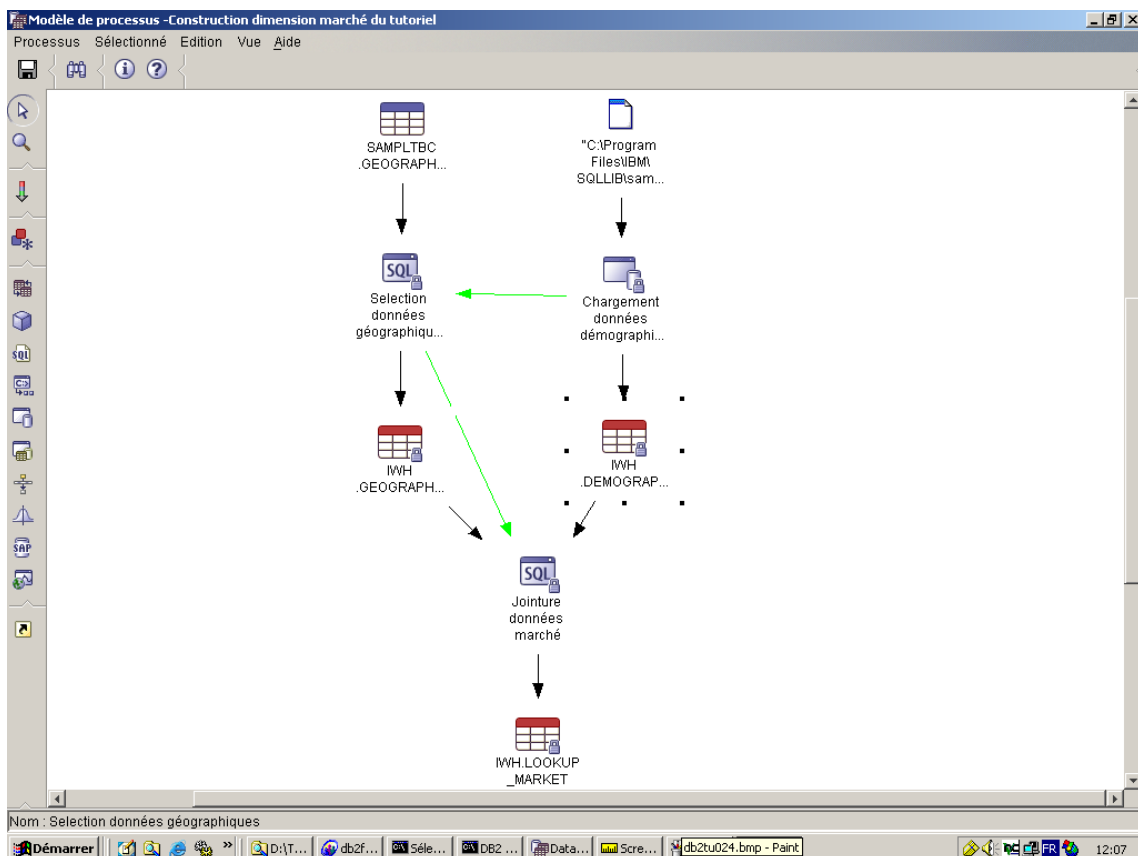 Modèle de processus -Construction dimension marché du tutoriel
Processus Sélectionné Edition Vue Aide
SAMPLTBC
.GEOGRAPH...
"C:\Program
Files\IBM\
SQLLIB\sam...
SQL
Selection
données
géographiqu...
Chargement
données
démographi...
IWH
.GEOGRAPH...
IWH
.DEMOGRAP...
SQL
Jointure
données
marché
IWH.LOOKUP
_MARKET
SQL
C:>
SAP
Nom : Selection données géographiques
Démarrer » D:\T... db2f... Séle... DB2 ... Data... Scre... db2tu024.bmp - Paint FR 12:07